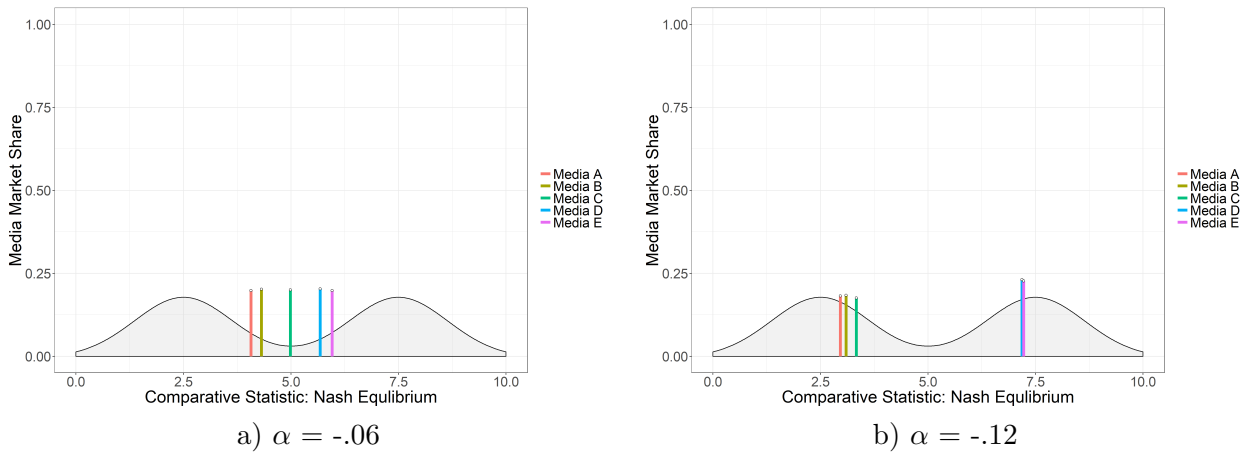 Media Market Share
1.00
0.75
0.50
0.25
0.00
0.0 2.5 5.0 7.5 10.0
Comparative Statistic: Nash Equlibrium
Media A
Media B
Media C
Media D
Media E
a) α = -.06
Media Market Share
1.00
0.75
0.50
0.25
0.00
0.0 2.5 5.0 7.5 10.0
Comparative Statistic: Nash Equlibrium
Media A
Media B
Media C
Media D
Media E
b) α = -.12